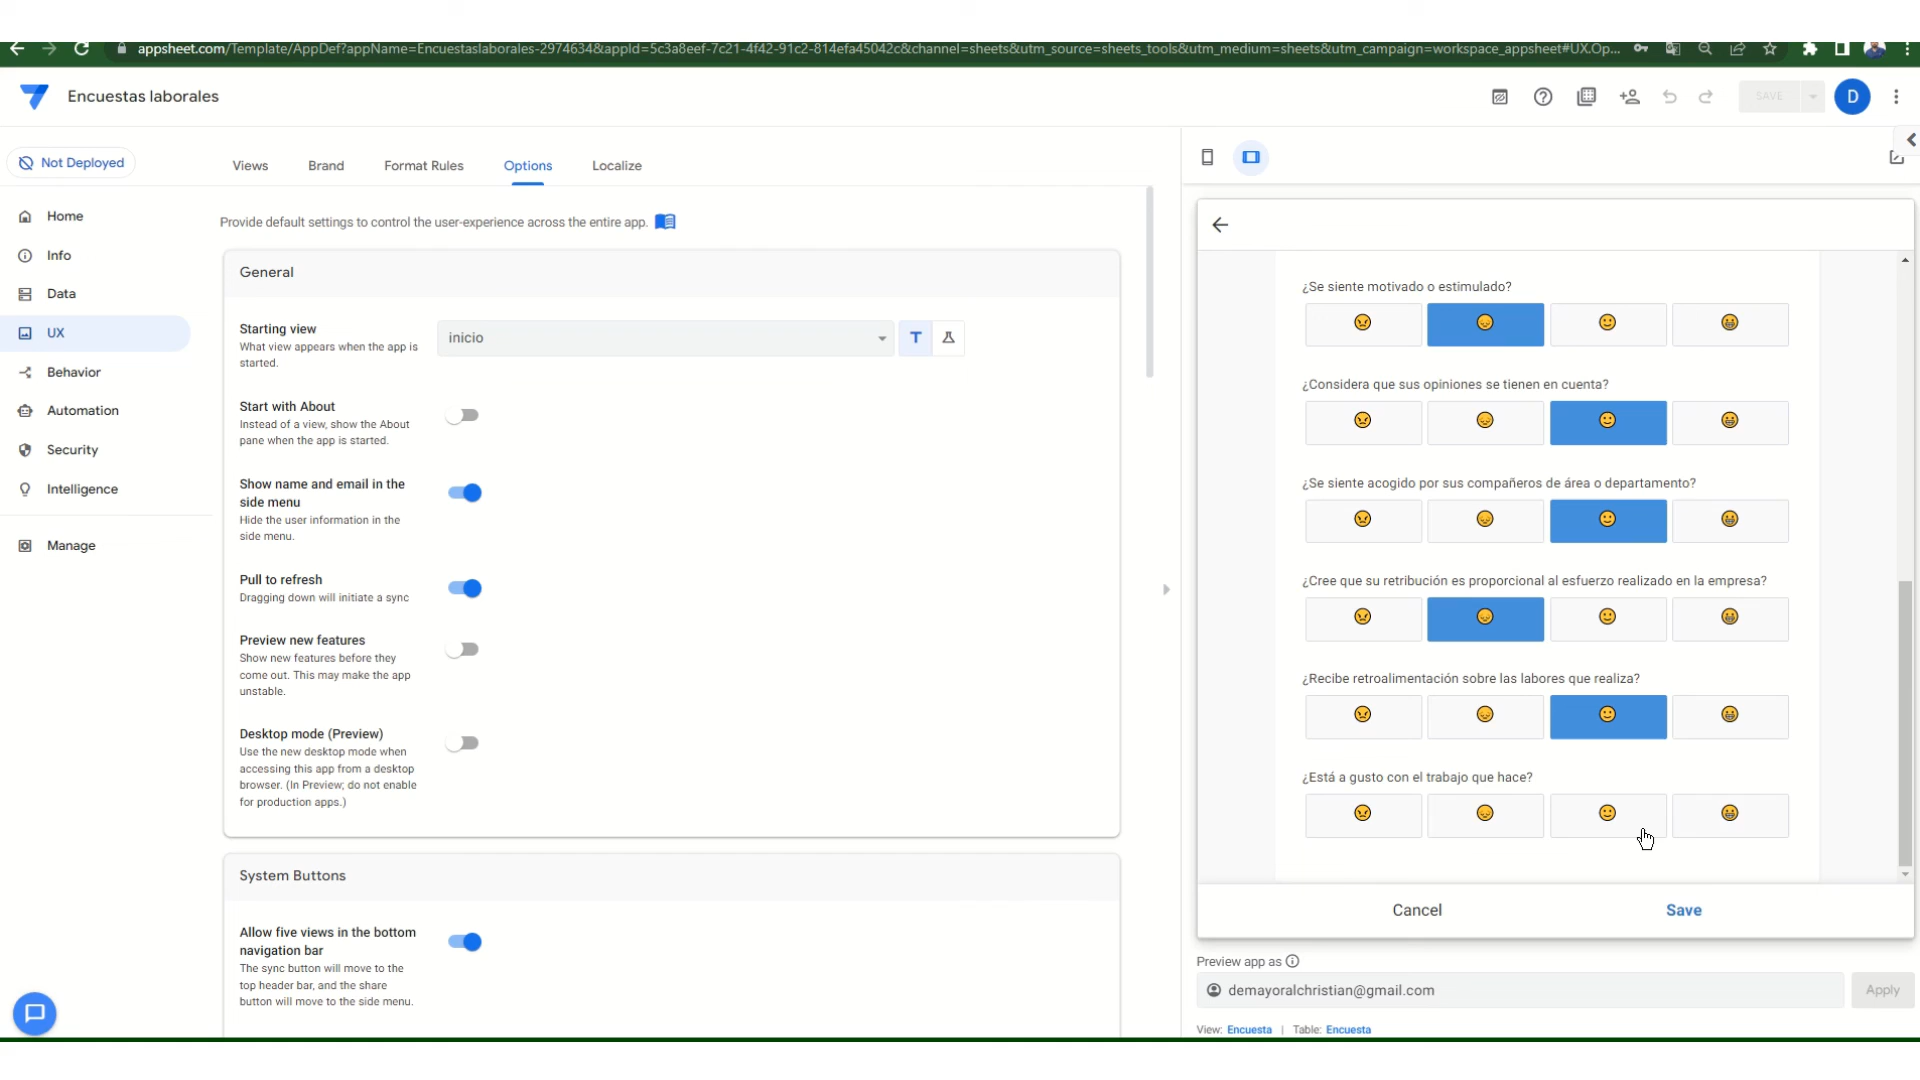 appsheet.com/Template/AppDef?appName=Encuestaslaborales-2974634&appId=5c3a8eef-7c21-4f42-91c2-814efa45042c&channel=sheets&utm_source=sheets_tools&utm_medium=sheets&utm_campaign=workspace_appsheet#UX.Op...
Encuestas laborales
SAVE
D
Not Deployed
Views
Brand
Format Rules
Options
Localize
Home
Info
Data
UX
Behavior
Automation
Security
Intelligence
Manage
Provide default settings to control the user-experience across the entire app.
General
Starting view
What view appears when the app is
started.
inicio
Start with About
Instead of a view, show the About
pane when the app is started.
Show name and email in the
side menu
Hide the user information in the
side menu.
Pull to refresh
Dragging down will initiate a sync
Preview new features
Show new features before they
come out. This may make the app
unstable.
Desktop mode (Preview)
Use the new desktop mode when
accessing this app from a desktop
browser. (In Preview; do not enable
for production apps.)
System Buttons
Allow five views in the bottom
navigation bar
The sync button will move to the
top header bar, and the share
button will move to the side menu.
¿Se siente motivado o estimulado?
¿Considera que sus opiniones se tienen en cuenta?
¿Se siente acogido por sus compañeros de área o departamento?
¿Cree que su retribución es proporcional al esfuerzo realizado en la empresa?
¿Recibe retroalimentación sobre las labores que realiza?
¿Está a gusto con el trabajo que hace?
Cancel
Save
Preview app as
demayoralchristian@gmail.com
Apply
View: Encuesta | Table: Encuesta